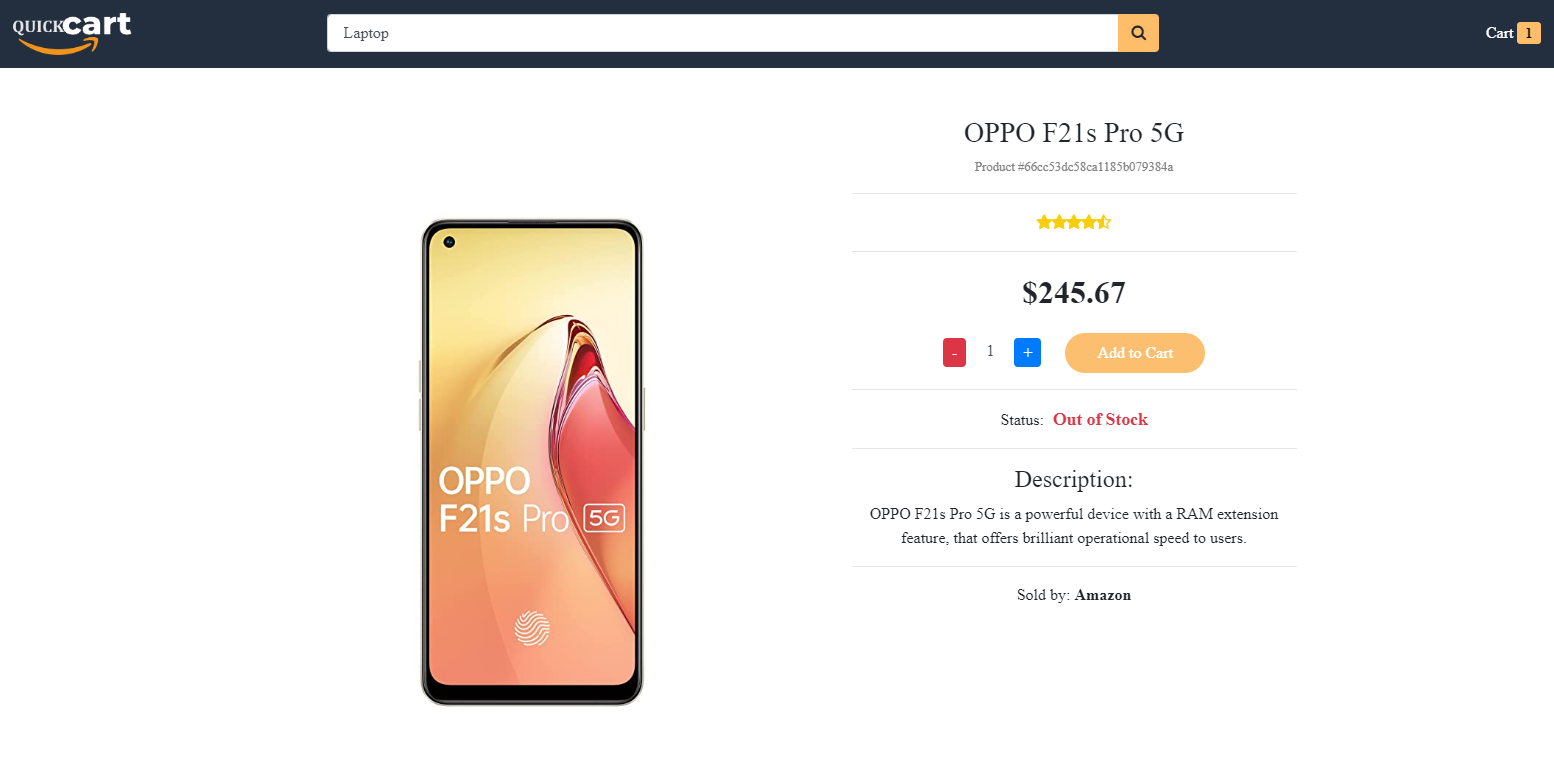 QUICKcart
Laptop
Cart 1
OPPO F21s Pro 5G
Product #66cc53dc58ca1185b079384a
$245.67
- 1 + Add to Cart
Status: Out of Stock
Description:
OPPO F21s Pro 5G is a powerful device with a RAM extension
feature, that offers brilliant operational speed to users.
Sold by: Amazon
OPPO
F21s Pro 5G